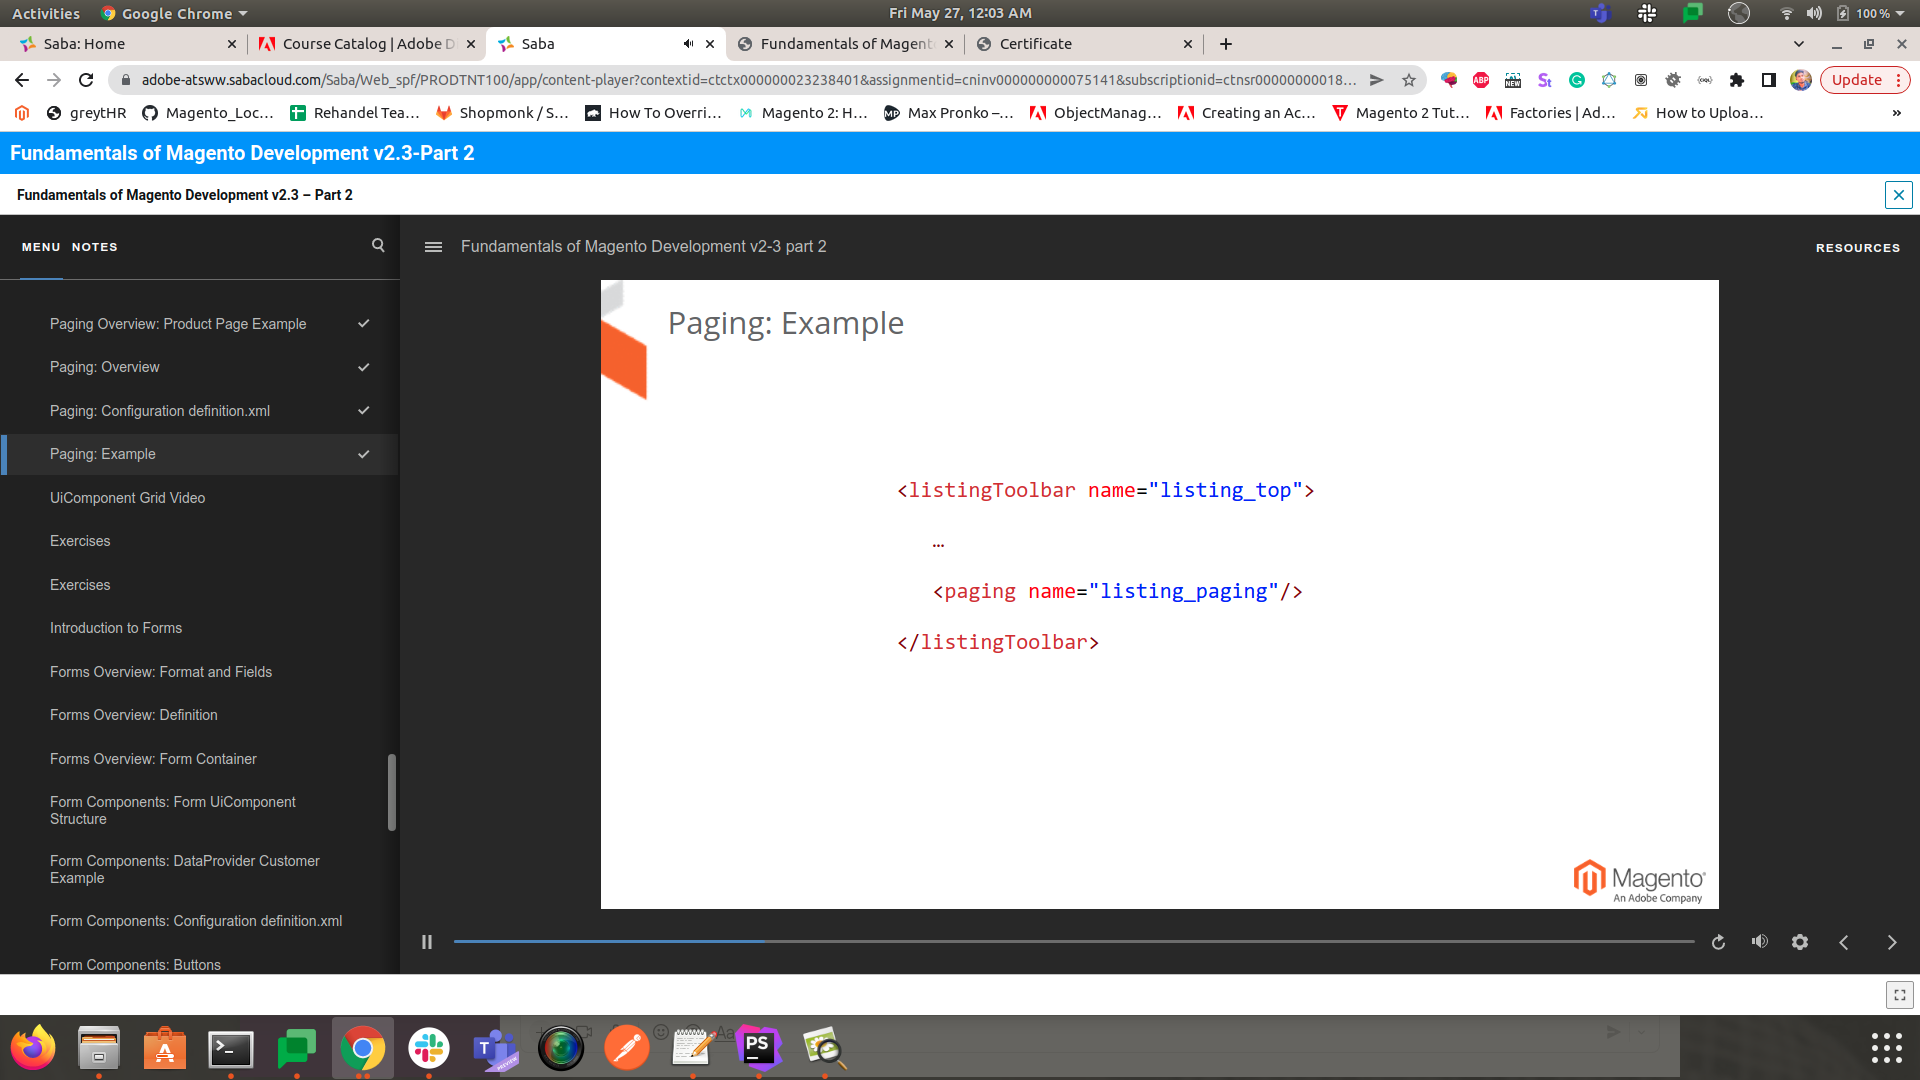 Activities Google Chrome Fri May 27, 12:03 AM 100 %
Saba: Home Course Catalog | Adobe D Saba Fundamentals of Magent Certificate
adobe-atsww.sabacloud.com/Saba/Web_spf/PRODTNT100/app/content-player?contextid=ctctx000000023238401&assignmentid=cninv000000000075141&subscriptionid=ctnsr00000000018... ABP NEW St Update
greyHR Magento_Loc... Rehandel Tea... Shopmonk / S... How To Overri... Magento 2: H... Max Pronko –... ObjectManag... Creating an Ac... Magento 2 Tut... Factories | Ad... How to Uploa... »
Fundamentals of Magento Development v2.3-Part 2
Fundamentals of Magento Development v2.3 – Part 2
MENU NOTES Fundamentals of Magento Development v2-3 part 2 RESOURCES
Paging Overview: Product Page Example
Paging: Overview
Paging: Configuration definition.xml
Paging: Example
UiComponent Grid Video
Exercises
Exercises
Introduction to Forms
Forms Overview: Format and Fields
Forms Overview: Definition
Forms Overview: Form Container
Form Components: Form UiComponent
Structure
Form Components: DataProvider Customer
Example
Form Components: Configuration definition.xml
Form Components: Buttons
Paging: Example
<listingToolbar name="listing_top">
…
<paging name="listing_paging"/>
</listingToolbar>
Magento
An Adobe Company
PS